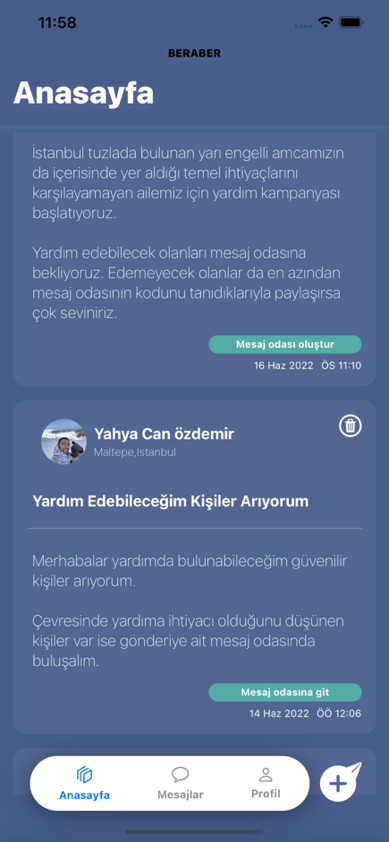 11:58
BERABER
Anasayfa
İstanbul tuzlada bulunan yarı engelli amcamızın
da içerisinde yer aldığı temel ihtiyaçlarını
karşılayamayan ailemiz için yardım kampanyası
başlatıyoruz.
Yardım edebilecek olanları mesaj odasına
bekliyoruz. Edemeyecek olanlar da en azından
mesaj odasının kodunu tanıdıklarıyla paylaşırsa
çok seviniriz.
Mesaj odası oluştur
16 Haz 2022 ÖS 11:10
Yahya Can özdemir
Maltepe,Istanbul
Yardım Edebileceğim Kişiler Arıyorum
Merhabalar yardımda bulunabileceğim güvenilir
kişiler arıyorum.
Çevresinde yardıma ihtiyacı olduğunu düşünen
kişiler var ise gönderiye ait mesaj odasında
buluşalım.
Mesaj odasına git
14 Haz 2022 ÖÖ 12:06
Anasayfa
Mesajlar
Profil